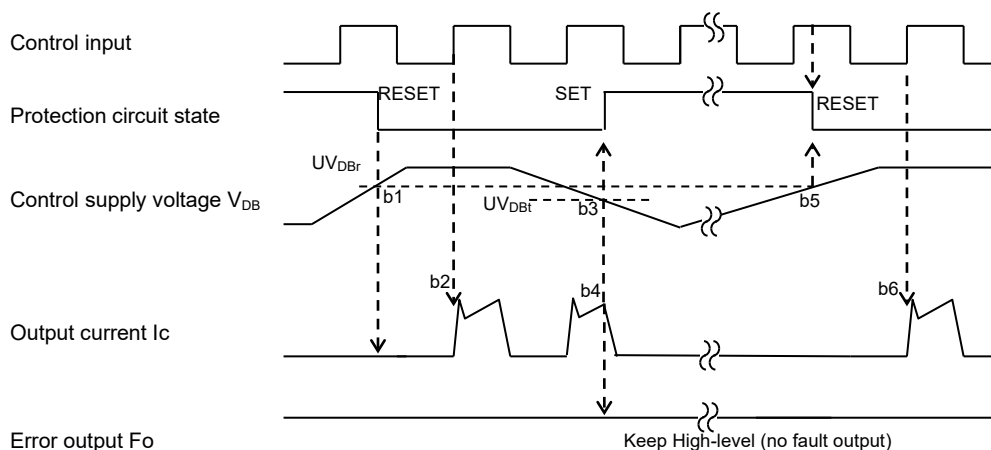 Control input
RESET
SET
RESET
Protection circuit state
UVDBr
b1
UVDBt
b3
b5
Control supply voltage VDB
b2
b4
b6
Output current Ic
Error output Fo
Keep High-level (no fault output)